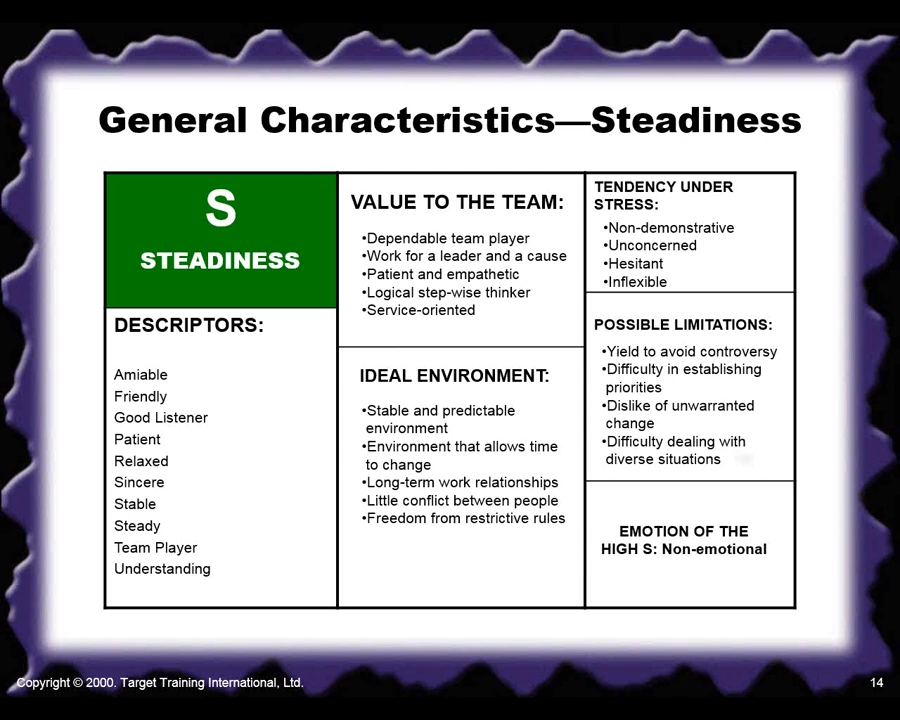 General Characteristics—Steadiness
S
STEADINESS
DESCRIPTORS:
Amiable
Friendly
Good Listener
Patient
Relaxed
Sincere
Stable
Steady
Team Player
Understanding
VALUE TO THE TEAM:
•Dependable team player
•Work for a leader and a cause
•Patient and empathetic
•Logical step-wise thinker
•Service-oriented
IDEAL ENVIRONMENT:
•Stable and predictable
environment
•Environment that allows time
to change
•Long-term work relationships
•Little conflict between people
•Freedom from restrictive rules
TENDENCY UNDER
STRESS:
•Non-demonstrative
•Unconcerned
•Hesitant
•Inflexible
POSSIBLE LIMITATIONS:
•Yield to avoid controversy
•Difficulty in establishing
priorities
•Dislike of unwarranted
change
•Difficulty dealing with
diverse situations
EMOTION OF THE
HIGH S: Non-emotional
Copyright © 2000. Target Training International, Ltd.
14